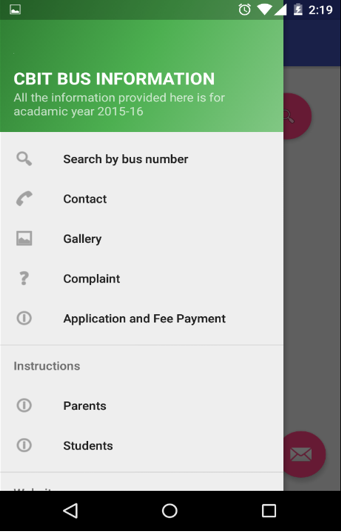 2:19
CBIT BUS INFORMATION
All the information provided here is for
acadamic year 2015-16
Search by bus number
Contact
Gallery
Complaint
Application and Fee Payment
Instructions
Parents
Students